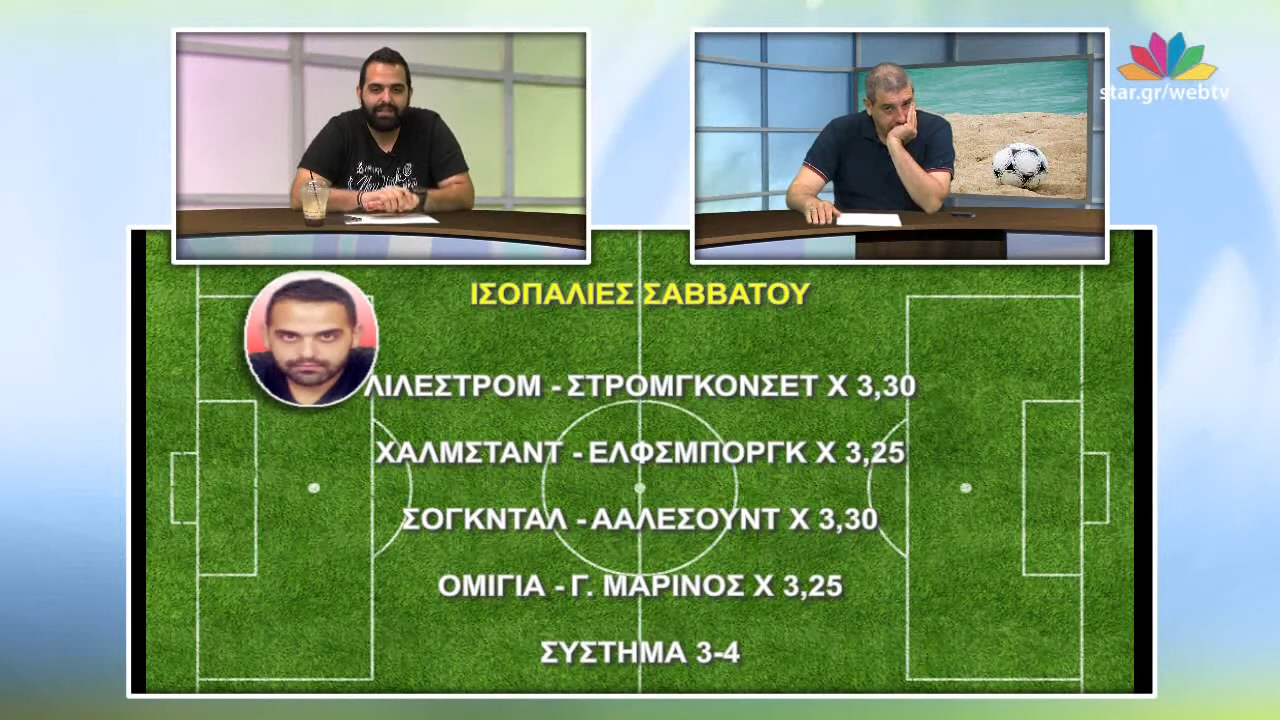 star.gr/webtv
ΙΣΟΠΑΛΙΕΣ ΣΑΒΒΑΤΟΥ
ΛΙΛΕΣΤΡΟΜ - ΣΤΡΟΜΓΚΟΝΣΕΤ Χ 3,30
ΧΑΛΜΣΤΑΝΤ - ΕΛΦΣΜΠΟΡΓΚ Χ 3,25
ΣΟΓΚΝΤΑΛ - ΑΑΛΕΣΟΥΝΤ Χ 3,30
ΟΜΙΓΙΑ - Γ. ΜΑΡΙΝΟΣ Χ 3,25
ΣΥΣΤΗΜΑ 3-4